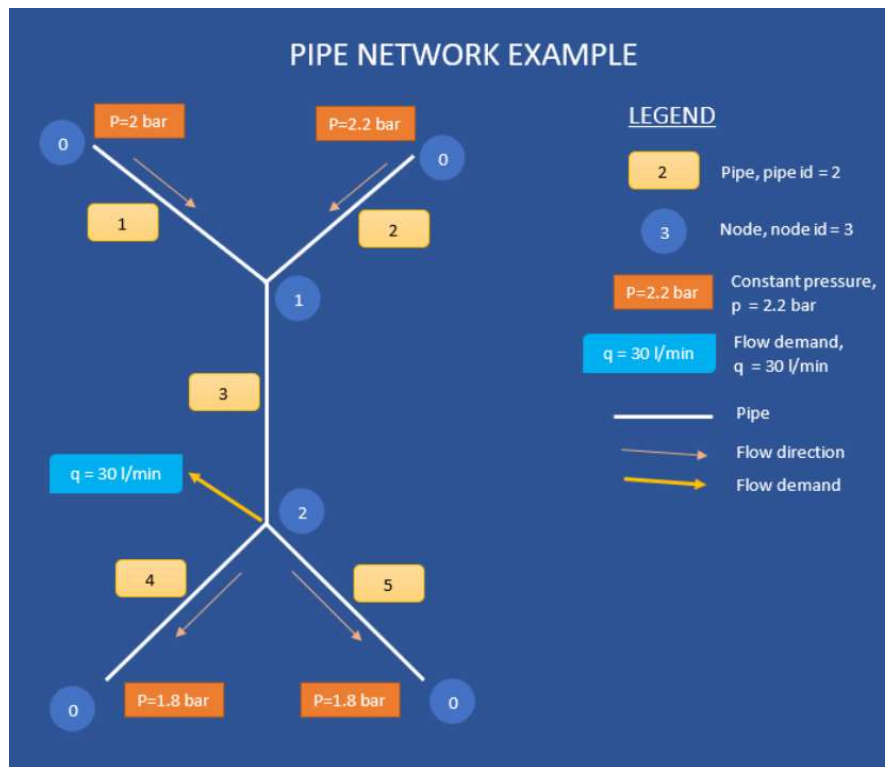 PIPE NETWORK EXAMPLE
P=2 bar
P=2.2 bar
0
0
1
2
1
3
q = 30 l/min
2
4
5
0
P=1.8 bar
P=1.8 bar
0
LEGEND
2
Pipe, pipe id = 2
3
Node, node id = 3
P=2.2 bar
Constant pressure,
p = 2.2 bar
q = 30 l/min
Flow demand,
q = 30 l/min
Pipe
Flow direction
Flow demand